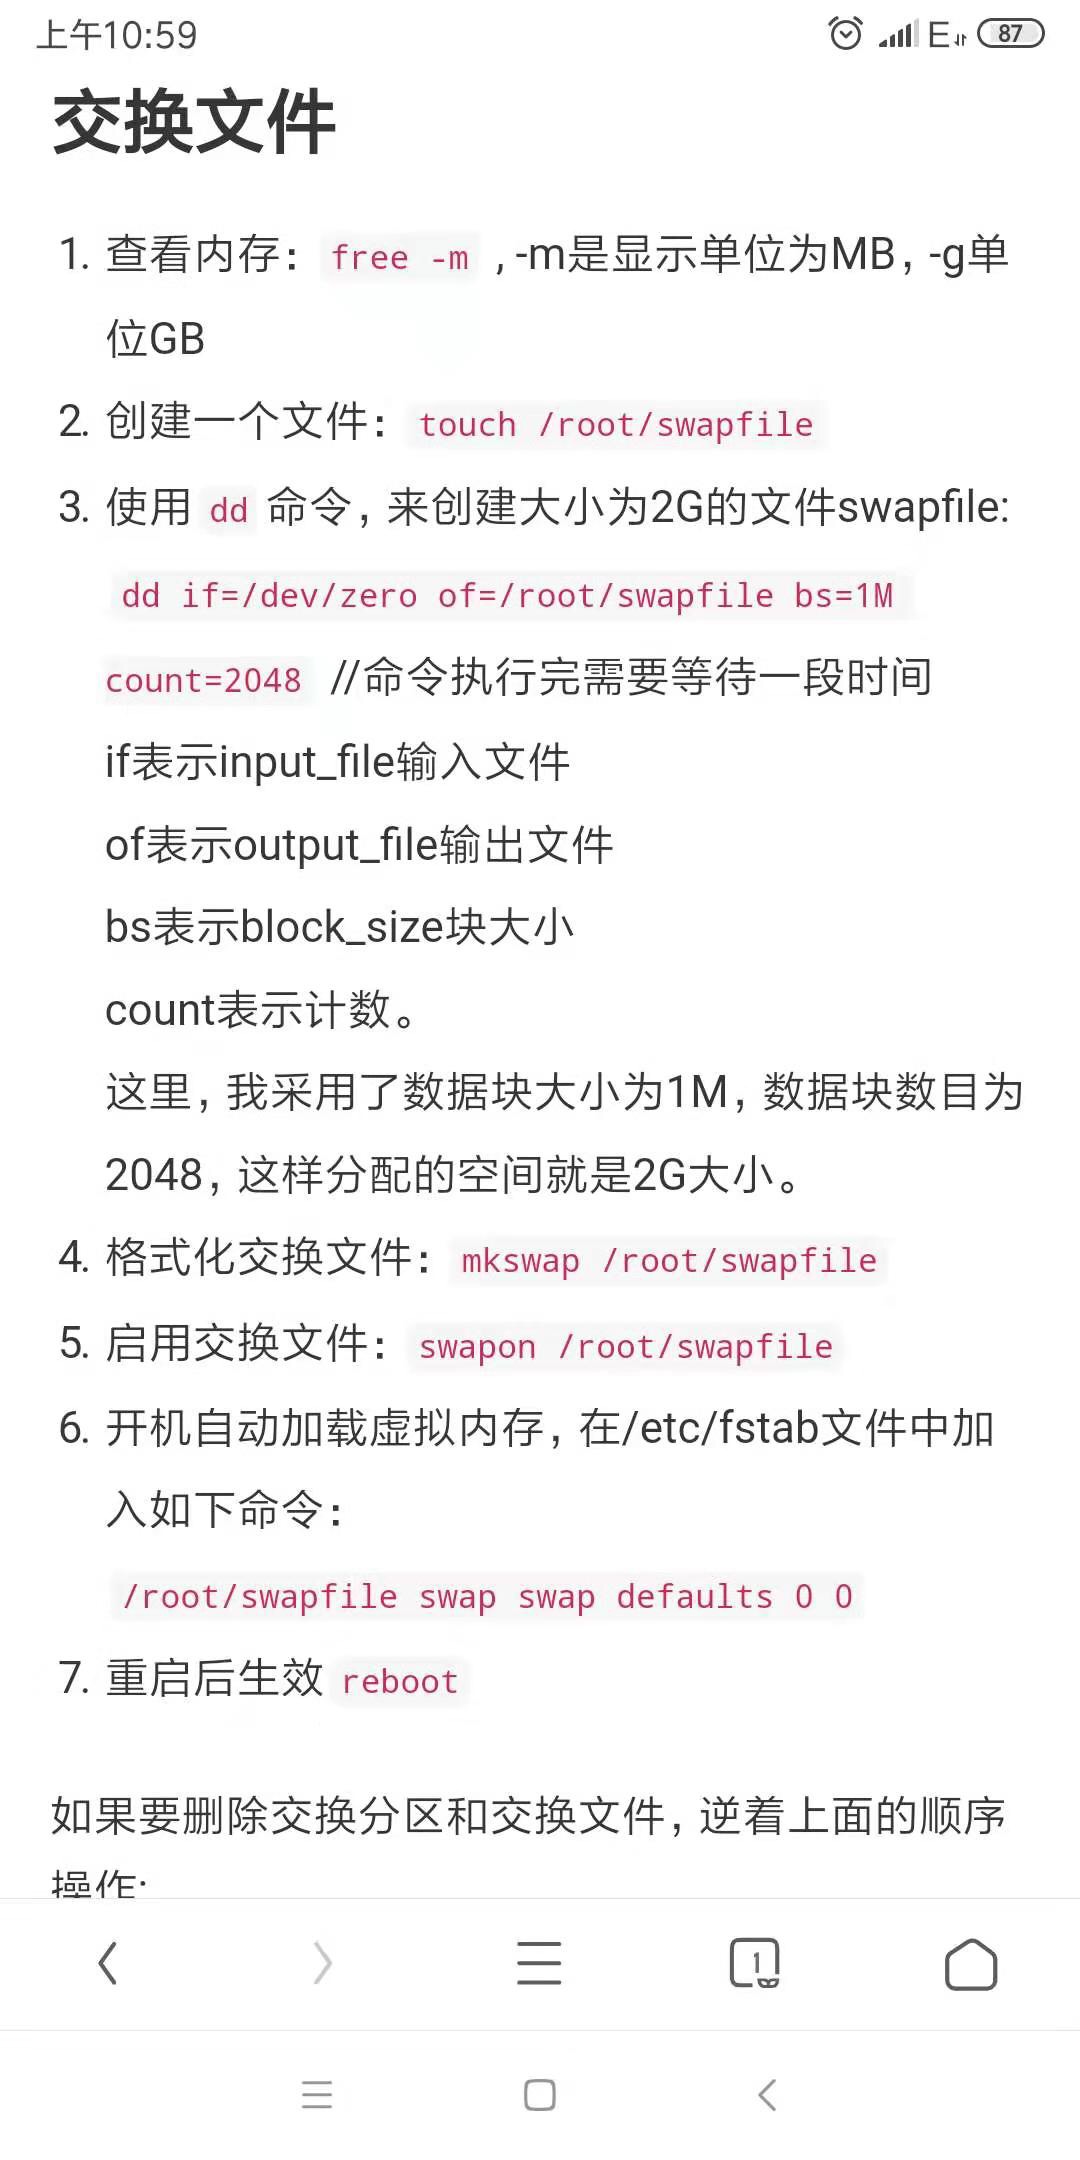 上午10:59
E
87
交换文件
1. 查看内存：free -m , -m是显示单位为MB，-g单
位GB
2. 创建一个文件：touch /root/swapfile
3. 使用 dd 命令，来创建大小为2G的文件swapfile:
dd if=/dev/zero of=/root/swapfile bs=1M
count=2048 //命令执行完需要等待一段时间
if表示input_file输入文件
of表示output_file输出文件
bs表示block_size块大小
count表示计数。
这里，我采用了数据块大小为1M，数据块数目为
2048，这样分配的空间就是2G大小。
4. 格式化交换文件：mkswap /root/swapfile
5. 启用交换文件：swapon /root/swapfile
6. 开机自动加载虚拟内存，在/etc/fstab文件中加
入如下命令：
/root/swapfile swap swap defaults 0 0
7. 重启后生效 reboot
如果要删除交换分区和交换文件，逆着上面的顺序
操作:
1